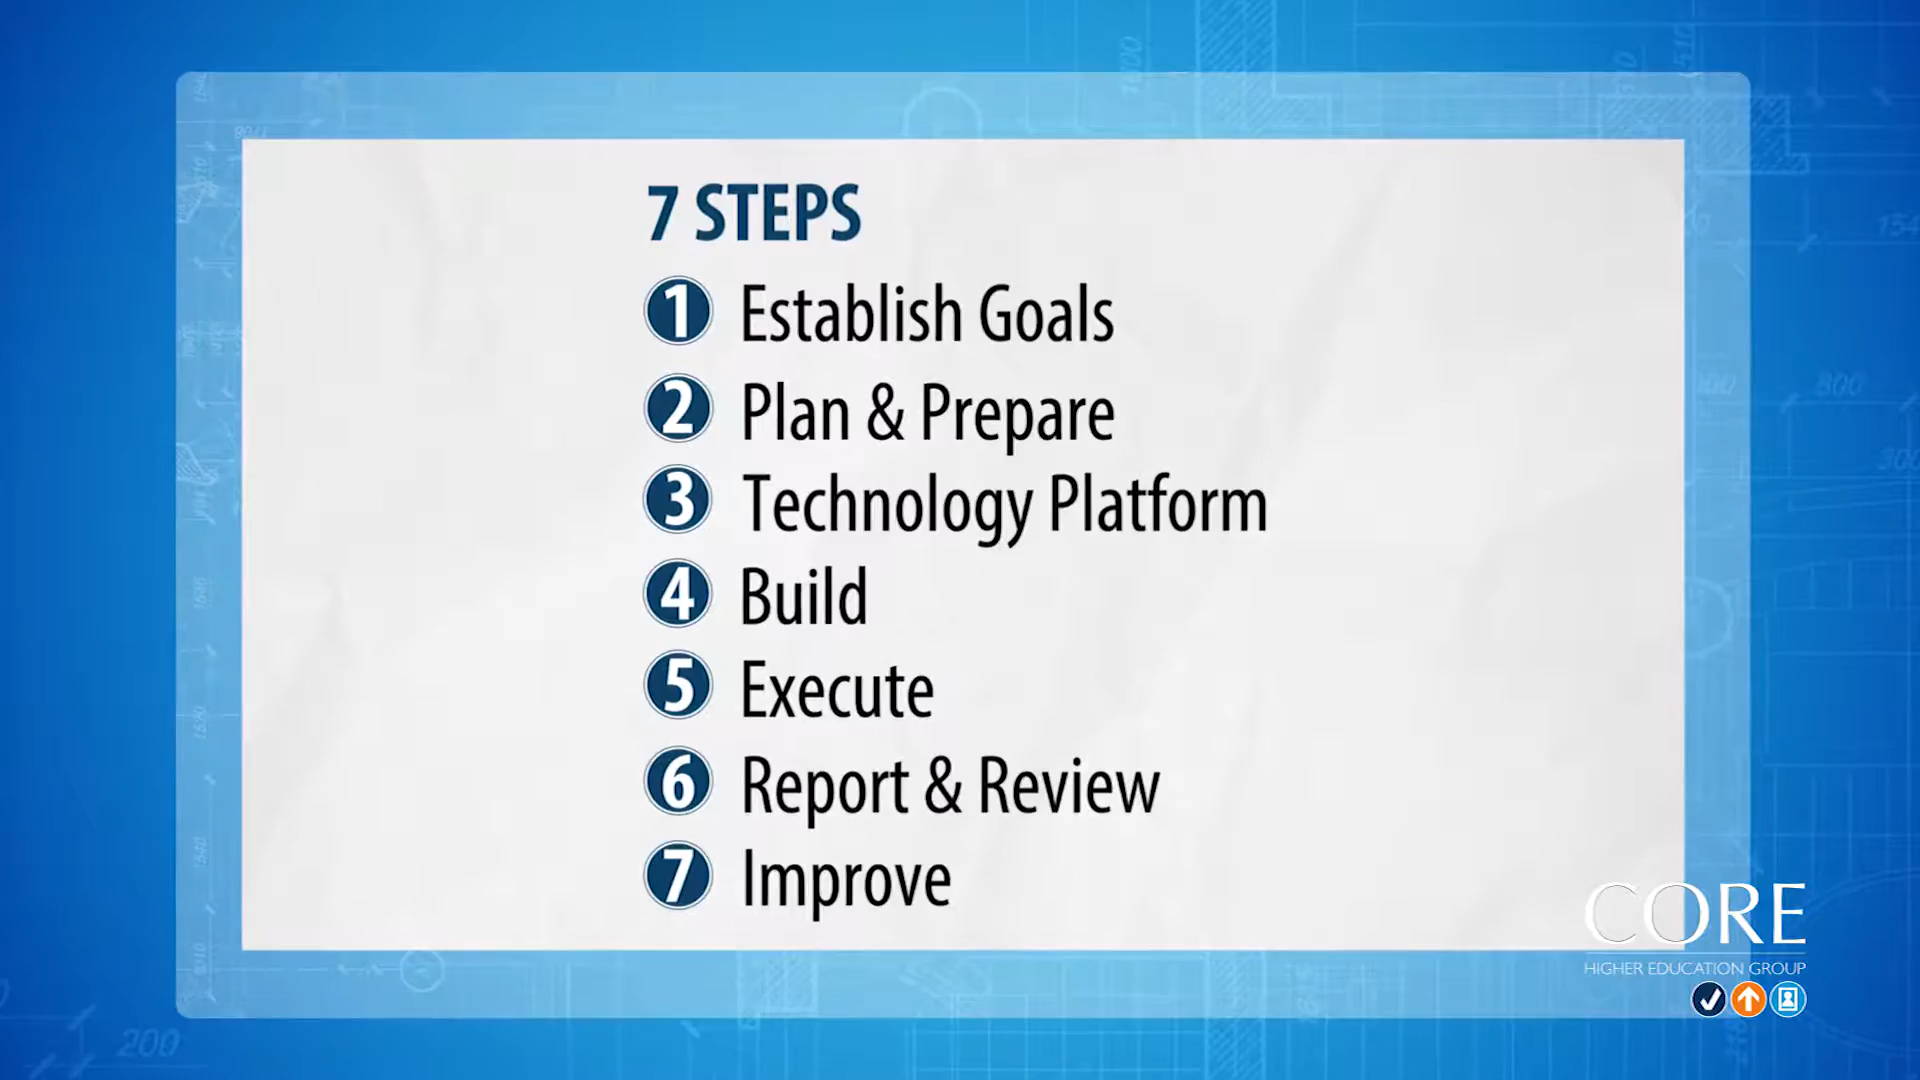 7 STEPS
1 Establish Goals
2 Plan & Prepare
3 Technology Platform
4 Build
5 Execute
6 Report & Review
7 Improve
CORE
HIGHER EDUCATION GROUP
200